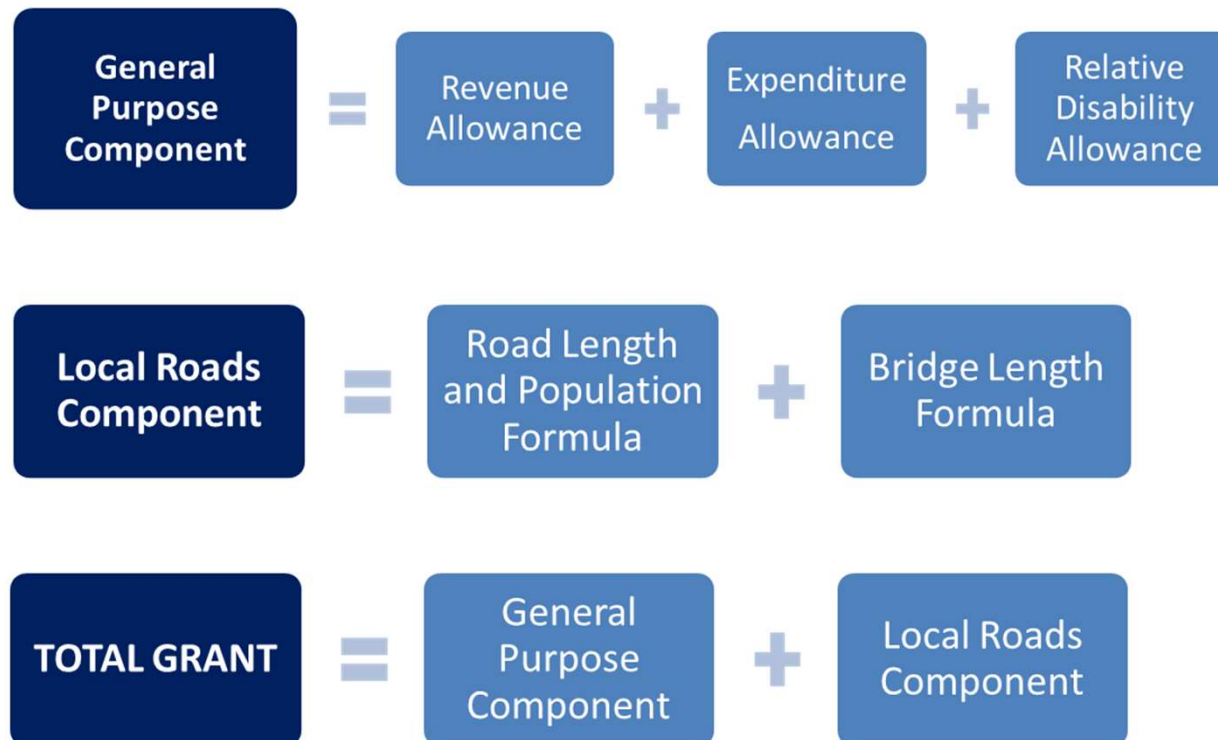 General
Purpose
Component
=
Revenue
Allowance
+
Expenditure
Allowance
+
Relative
Disability
Allowance
Local Roads
Component
=
Road Length
and Population
Formula
+
Bridge Length
Formula
TOTAL GRANT
=
General
Purpose
Component
+
Local Roads
Component